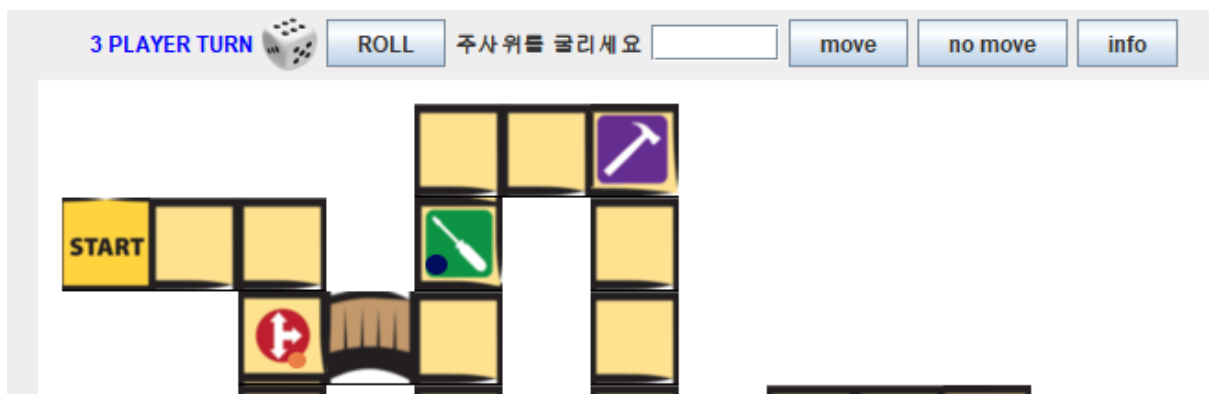 3 PLAYER TURN ROLL 주사위를 굴리세요 move no move info
START